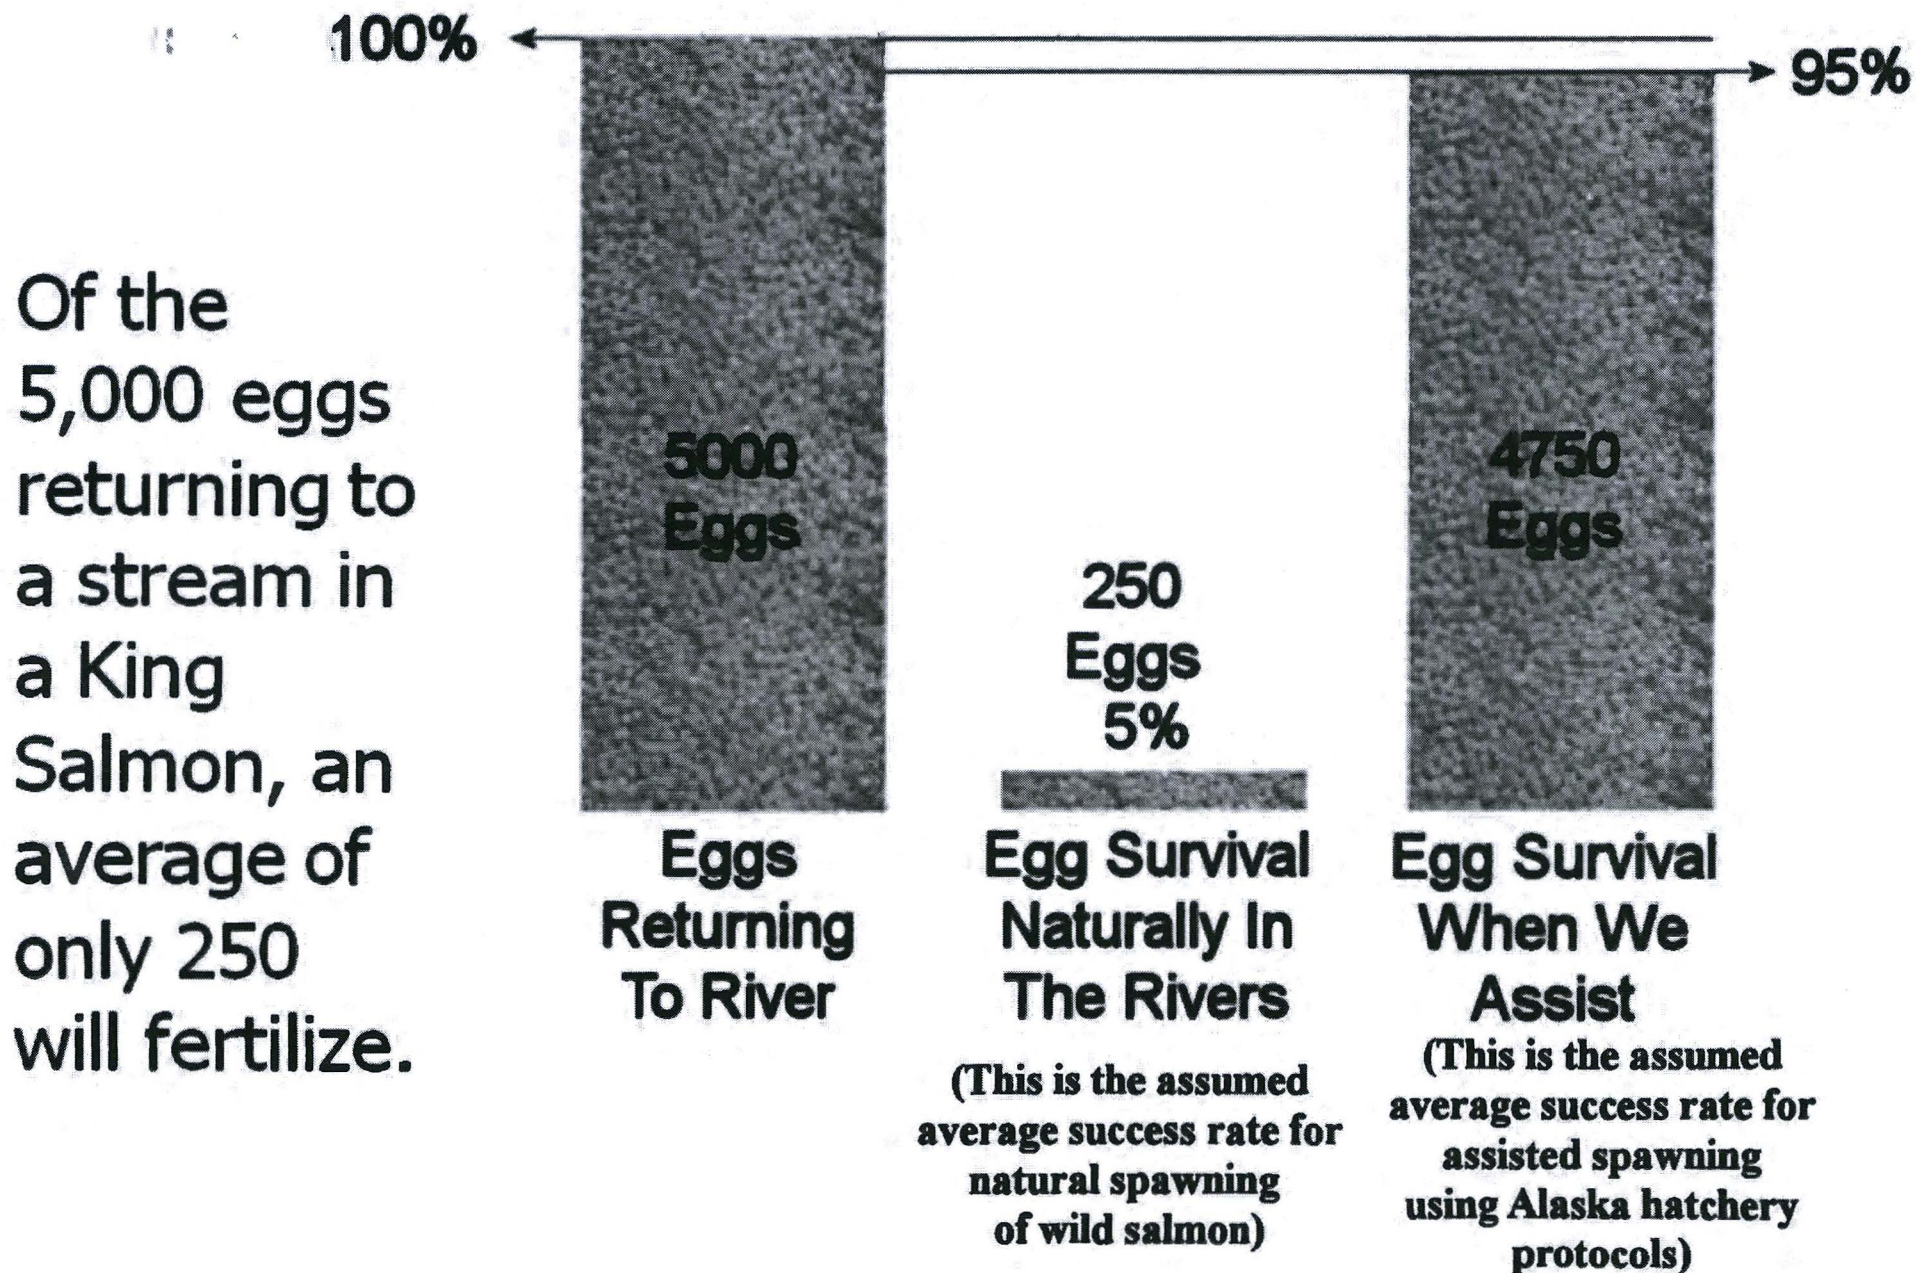 100%
95%
Of the
5,000 eggs
returning to
a stream in
a King
Salmon, an
average of
only 250
will fertilize.
5000
Eggs
250
Eggs
5%
4750
Eggs
Eggs
Returning
To River
Egg Survival
Naturally In
The Rivers
(This is the assumed
average success rate for
natural spawning
of wild salmon)
Egg Survival
When We
Assist
(This is the assumed
average success rate for
assisted spawning
using Alaska hatchery
protocols)